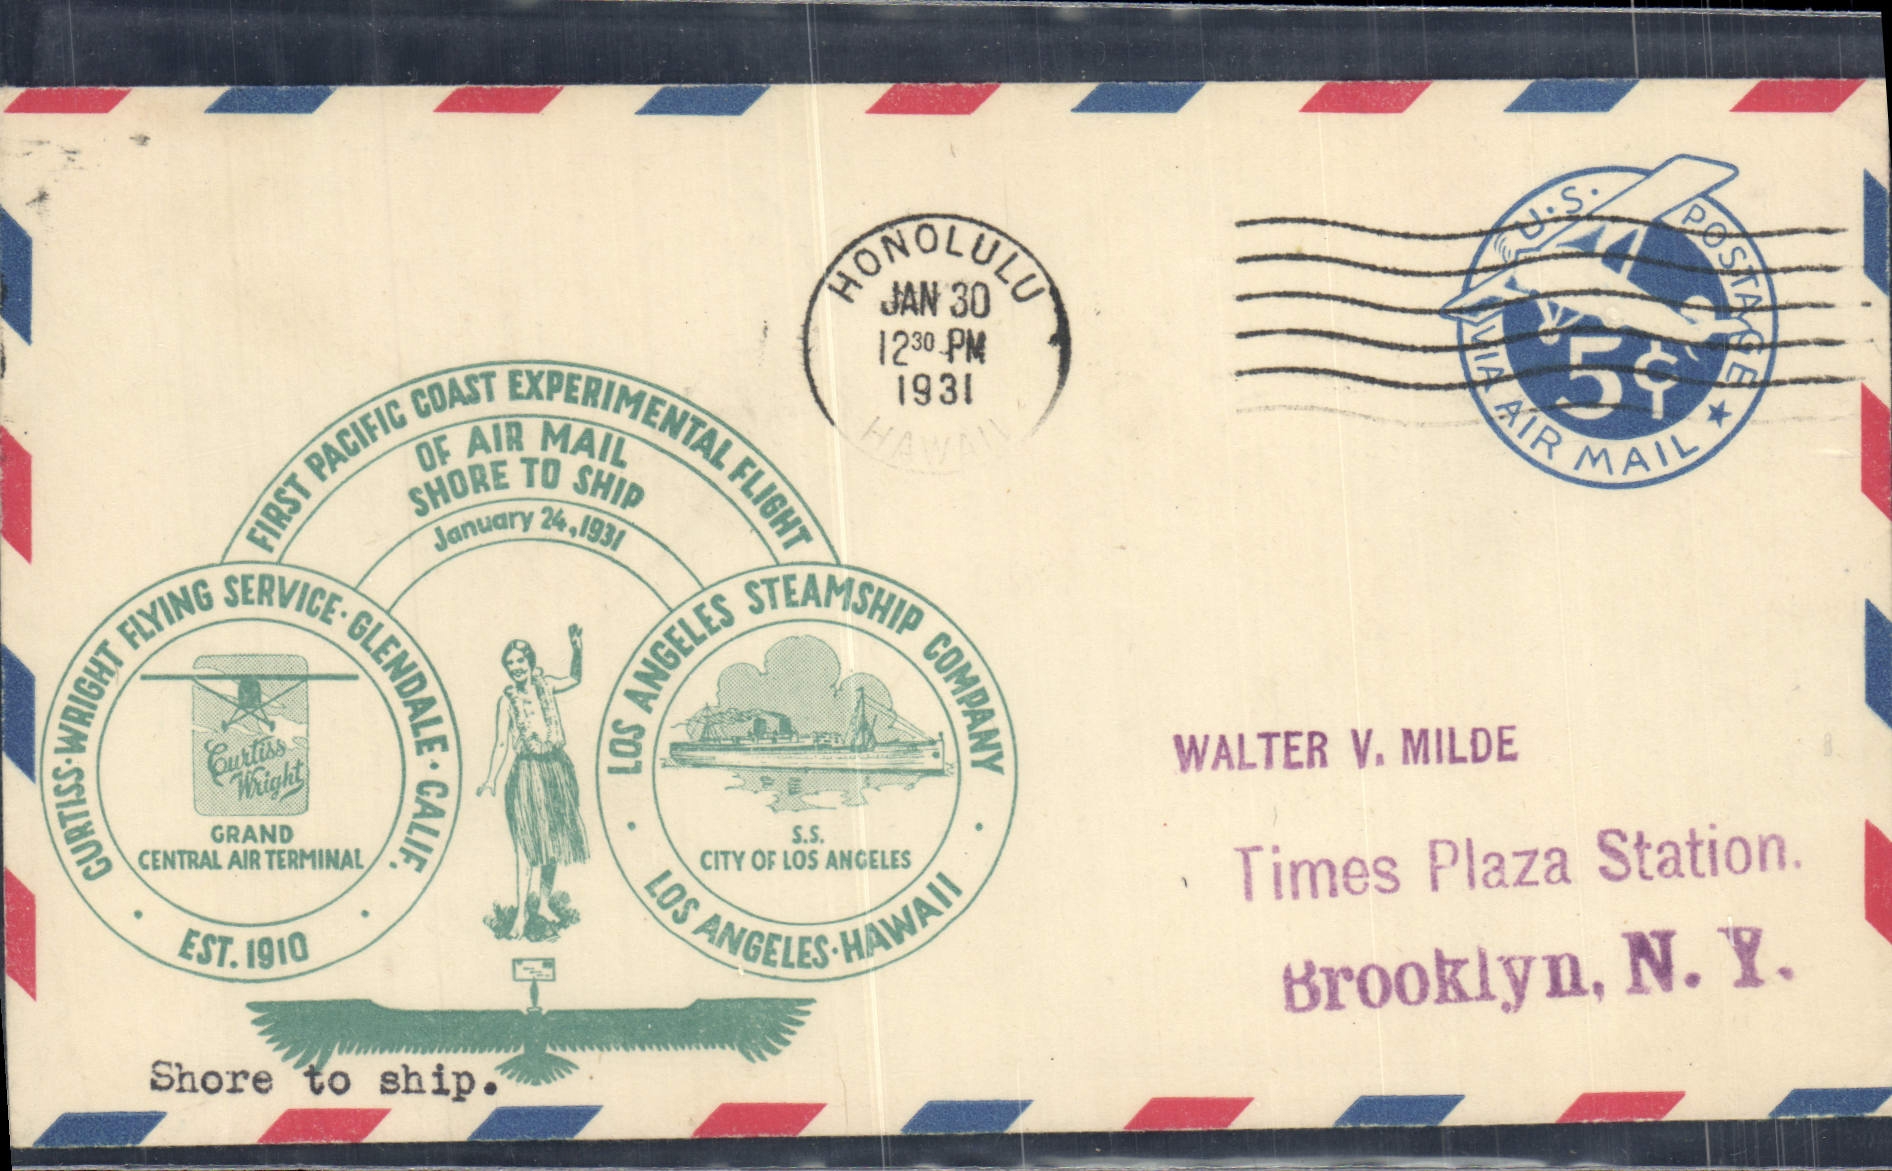 HONOLULU
JAN 30
12 30 PM
1931
HAWAII
U.S. POSTAGE
5¢
VIA AIR MAIL
FIRST PACIFIC COAST EXPERIMENTAL FLIGHT
OF AIR MAIL
SHORE TO SHIP
January 24, 1931
CURTISS-WRIGHT FLYING SERVICE·GLENDALE·CALIF.
Curtiss
Wright
GRAND
CENTRAL AIR TERMINAL
EST. 1910
LOS ANGELES STEAMSHIP COMPANY
S.S.
CITY OF LOS ANGELES
LOS ANGELES·HAWAII
WALTER V. MILDE
Times Plaza Station.
Brooklyn, N. Y.
Shore to ship.